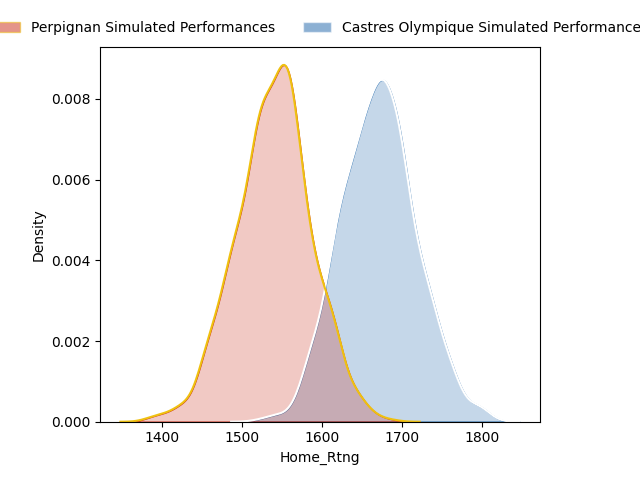 Perpignan Simulated Performances Castres Olympique Simulated Performance
0.008
0.006
0.004
0.002
0.000
Density
1400 1500 1600 1700 1800
Home_Rtng